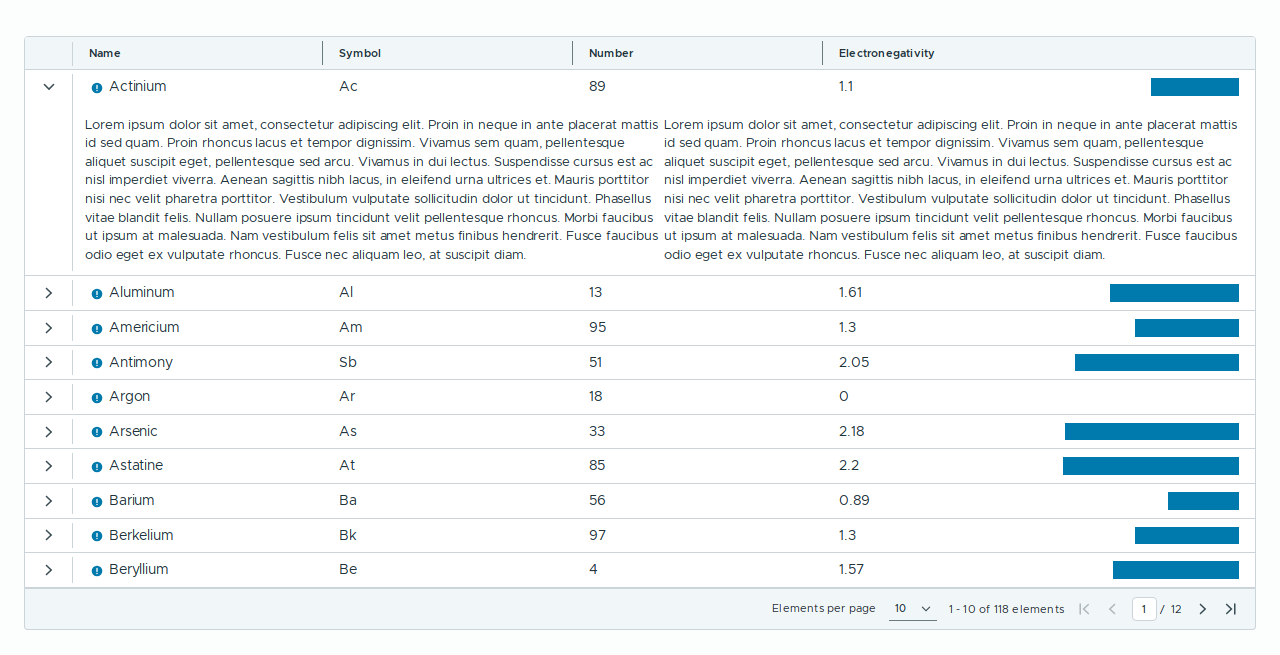 Name Symbol Number Electronegativity
Actinium Ac 89 1.1
Lorem ipsum dolor sit amet, consectetur adipiscing elit. Proin in neque in ante placerat mattis
id sed quam. Proin rhoncus lacus et tempor dignissim. Vivamus sem quam, pellentesque
aliquet suscipit eget, pellentesque sed arcu. Vivamus in dui lectus. Suspendisse cursus est ac
nisl imperdiet viverra. Aenean sagittis nibh lacus, in eleifend urna ultrices et. Mauris porttitor
nisi nec velit pharetra porttitor. Vestibulum vulputate sollicitudin dolor ut tincidunt. Phasellus
vitae blandit felis. Nullam posuere ipsum tincidunt velit pellentesque rhoncus. Morbi faucibus
ut ipsum at malesuada. Nam vestibulum felis sit amet metus finibus hendrerit. Fusce faucibus
odio eget ex vulputate rhoncus. Fusce nec aliquam leo, at suscipit diam.
Lorem ipsum dolor sit amet, consectetur adipiscing elit. Proin in neque in ante placerat mattis
id sed quam. Proin rhoncus lacus et tempor dignissim. Vivamus sem quam, pellentesque
aliquet suscipit eget, pellentesque sed arcu. Vivamus in dui lectus. Suspendisse cursus est ac
nisl imperdiet viverra. Aenean sagittis nibh lacus, in eleifend urna ultrices et. Mauris porttitor
nisi nec velit pharetra porttitor. Vestibulum vulputate sollicitudin dolor ut tincidunt. Phasellus
vitae blandit felis. Nullam posuere ipsum tincidunt velit pellentesque rhoncus. Morbi faucibus
ut ipsum at malesuada. Nam vestibulum felis sit amet metus finibus hendrerit. Fusce faucibus
odio eget ex vulputate rhoncus. Fusce nec aliquam leo, at suscipit diam.
Aluminum Al 13 1.61
Americium Am 95 1.3
Antimony Sb 51 2.05
Argon Ar 18 0
Arsenic As 33 2.18
Astatine At 85 2.2
Barium Ba 56 0.89
Berkelium Bk 97 1.3
Beryllium Be 4 1.57
Elements per page 10 1 - 10 of 118 elements 1 / 12